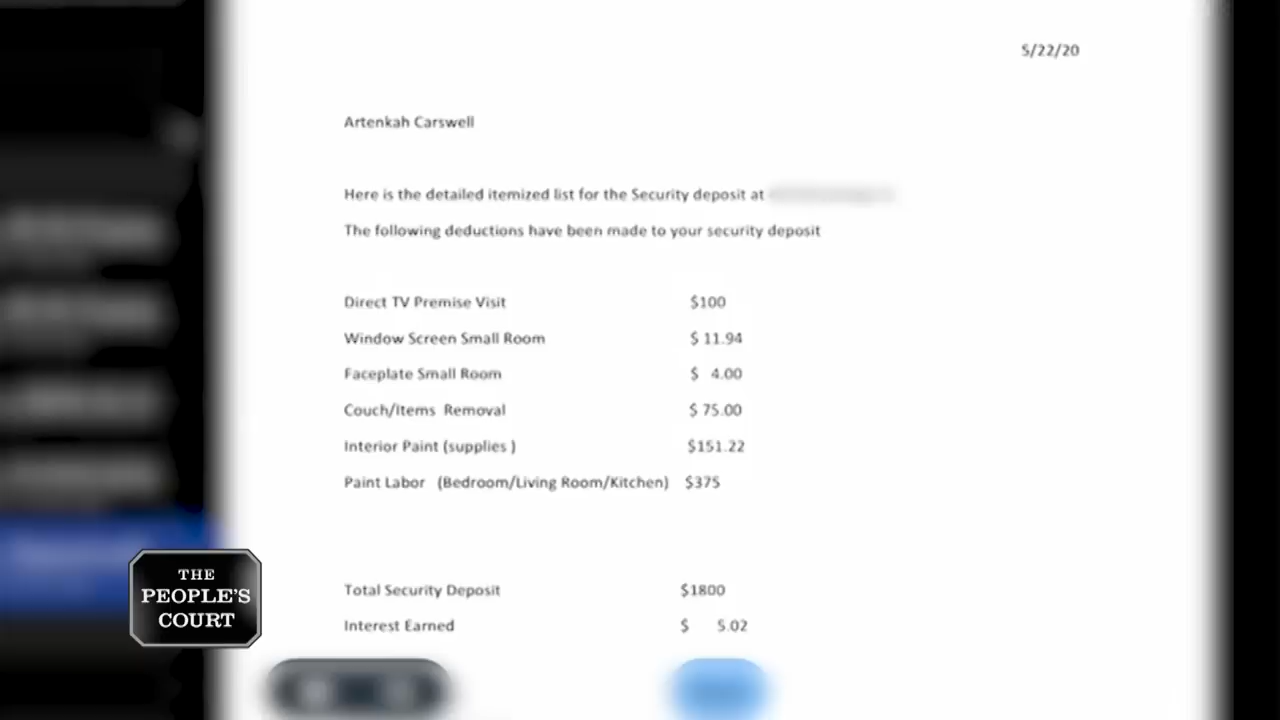 5/22/20
Artenkah Carswell
Here is the detailed itemized list for the Security deposit at
The following deductions have been made to your security deposit
Direct TV Premise Visit $100
Window Screen Small Room $ 11.94
Faceplate Small Room $ 4.00
Couch/Items Removal $ 75.00
Interior Paint (supplies ) $151.22
Paint Labor (Bedroom/Living Room/Kitchen) $375
Total Security Deposit $1800
Interest Earned $ 5.02
THE
PEOPLE'S
COURT